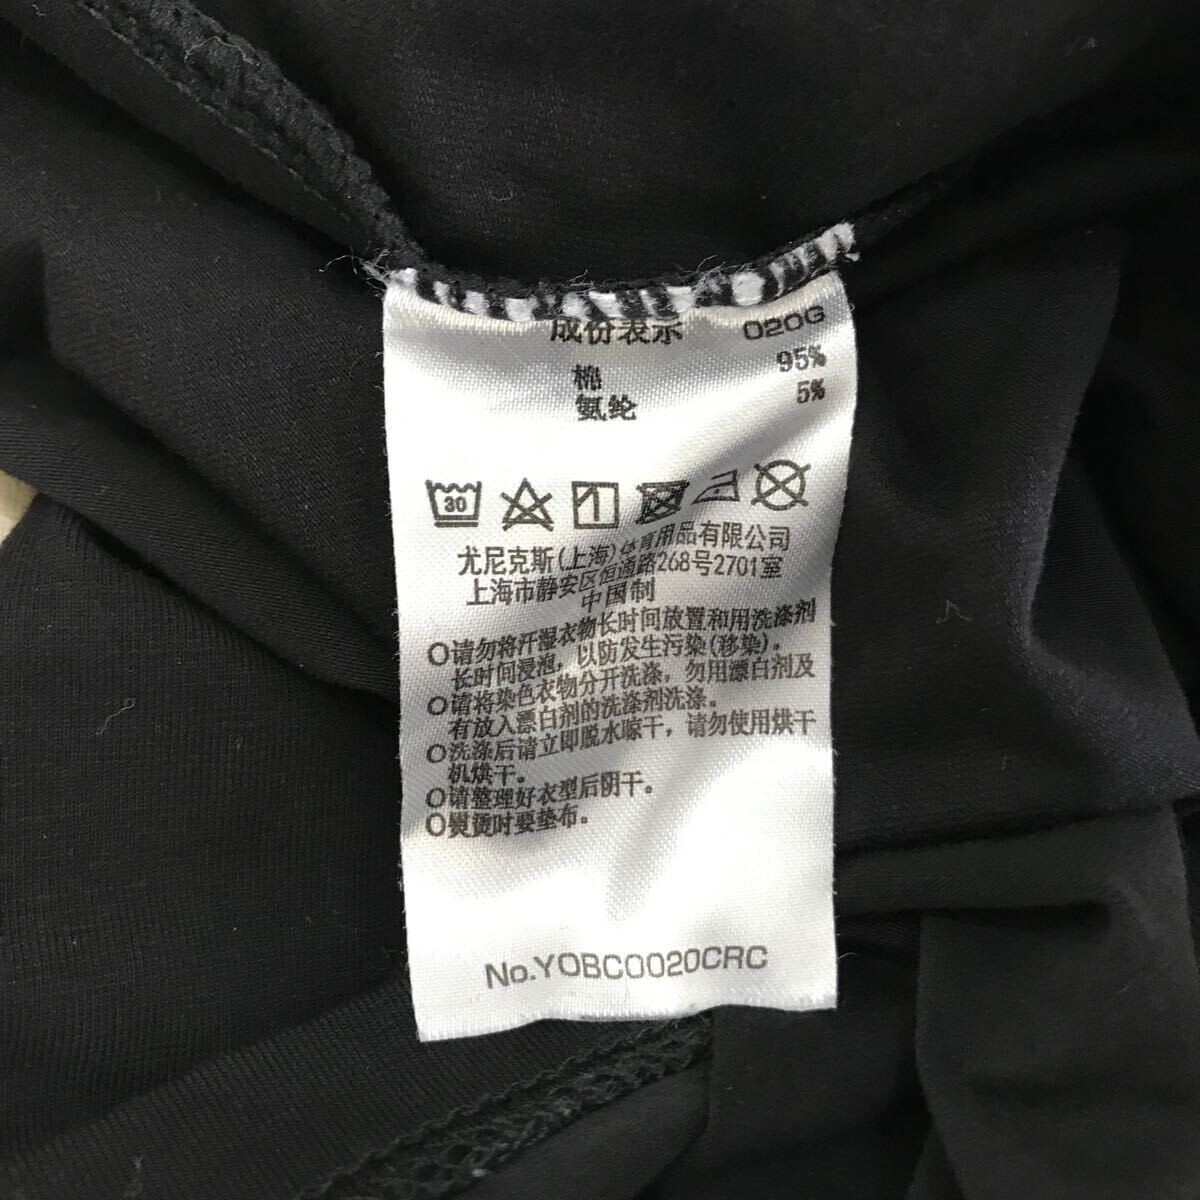 成份表示 020G
棉 95%
氨纶 5%
30
尤尼克斯(上海)体育用品有限公司
上海市静安区恒通路268号2701室
中国制
○请勿将汗湿衣物长时间放置和用洗涤剂
长时间浸泡，以防发生污染(移染)。
○请将染色衣物分开洗涤，勿用漂白剂及
有放入漂白剂的洗涤剂洗涤。
○洗涤后请立即脱水晾干，请勿使用烘干
机烘干。
○请整理好衣型后阴干。
○熨烫时要垫布。
No.YOBC0020CRC